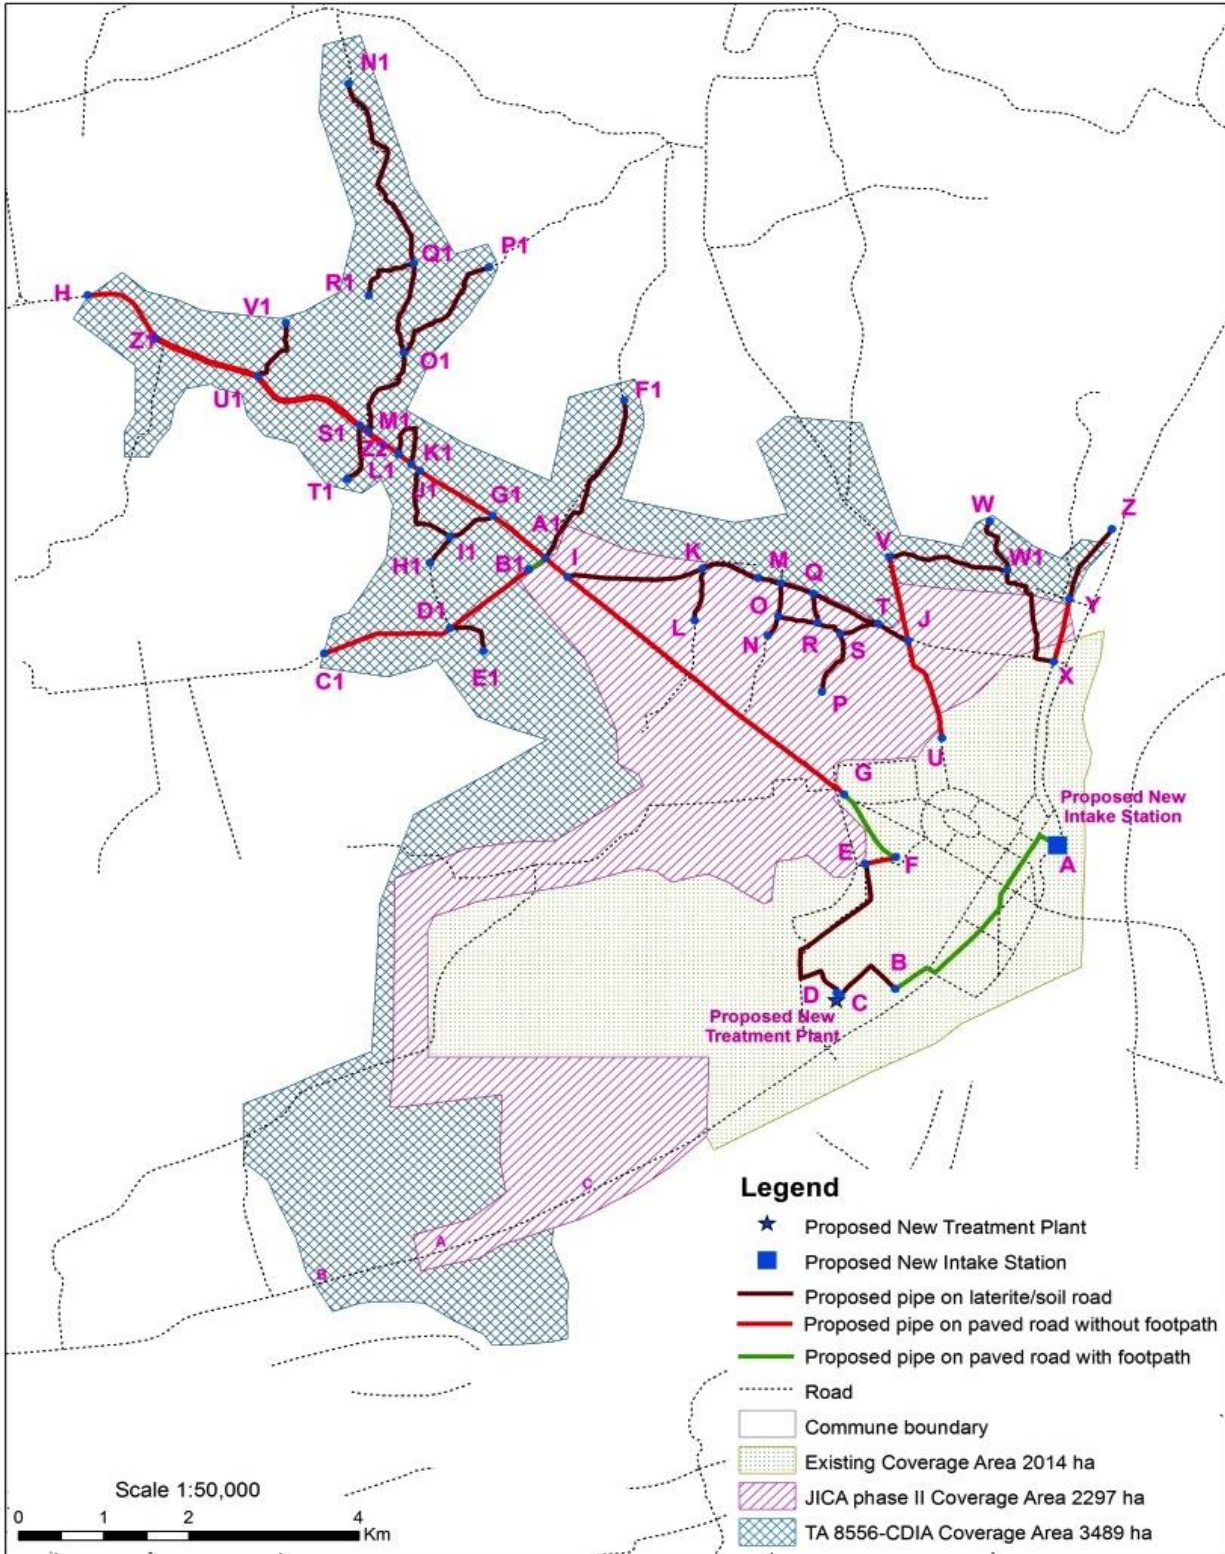 N1
Q1
P1
R1
H
V1
Z1
O1
U1
F1
S1
M1
Z2
K1
L1
J1
T1
G1
W
Z
A1
V
I
K
M
Q
W1
I1
H1
B1
O
T
J
Y
D1
L
N
R
S
X
C1
E1
P
U
G
Proposed New
Intake Station
E
F
A
B
D
C
Proposed New
Treatment Plant
C
A
B
Legend
Proposed New Treatment Plant
Proposed New Intake Station
Proposed pipe on laterite/soil road
Proposed pipe on paved road without footpath
Proposed pipe on paved road with footpath
Road
Commune boundary
Existing Coverage Area 2014 ha
JICA phase II Coverage Area 2297 ha
TA 8556-CDIA Coverage Area 3489 ha
Scale 1:50,000
0 1 2 4
Km